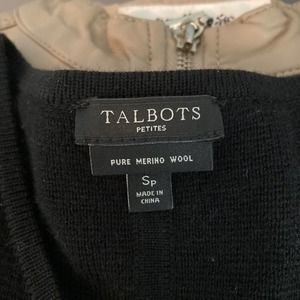 TALBOTS
PETITES
PURE MERINO WOOL
Sp
MADE IN
CHINA